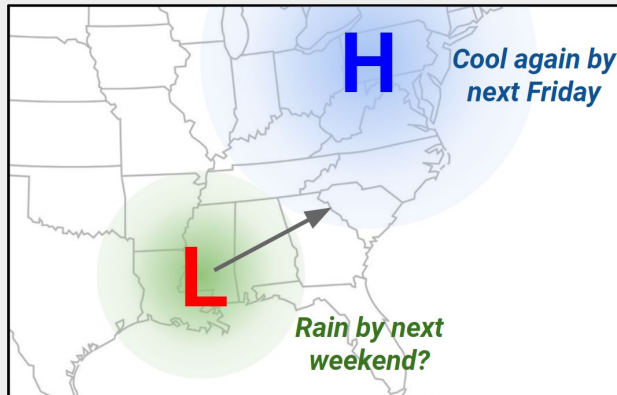 H
Cool again by
next Friday
L
Rain by next
weekend?